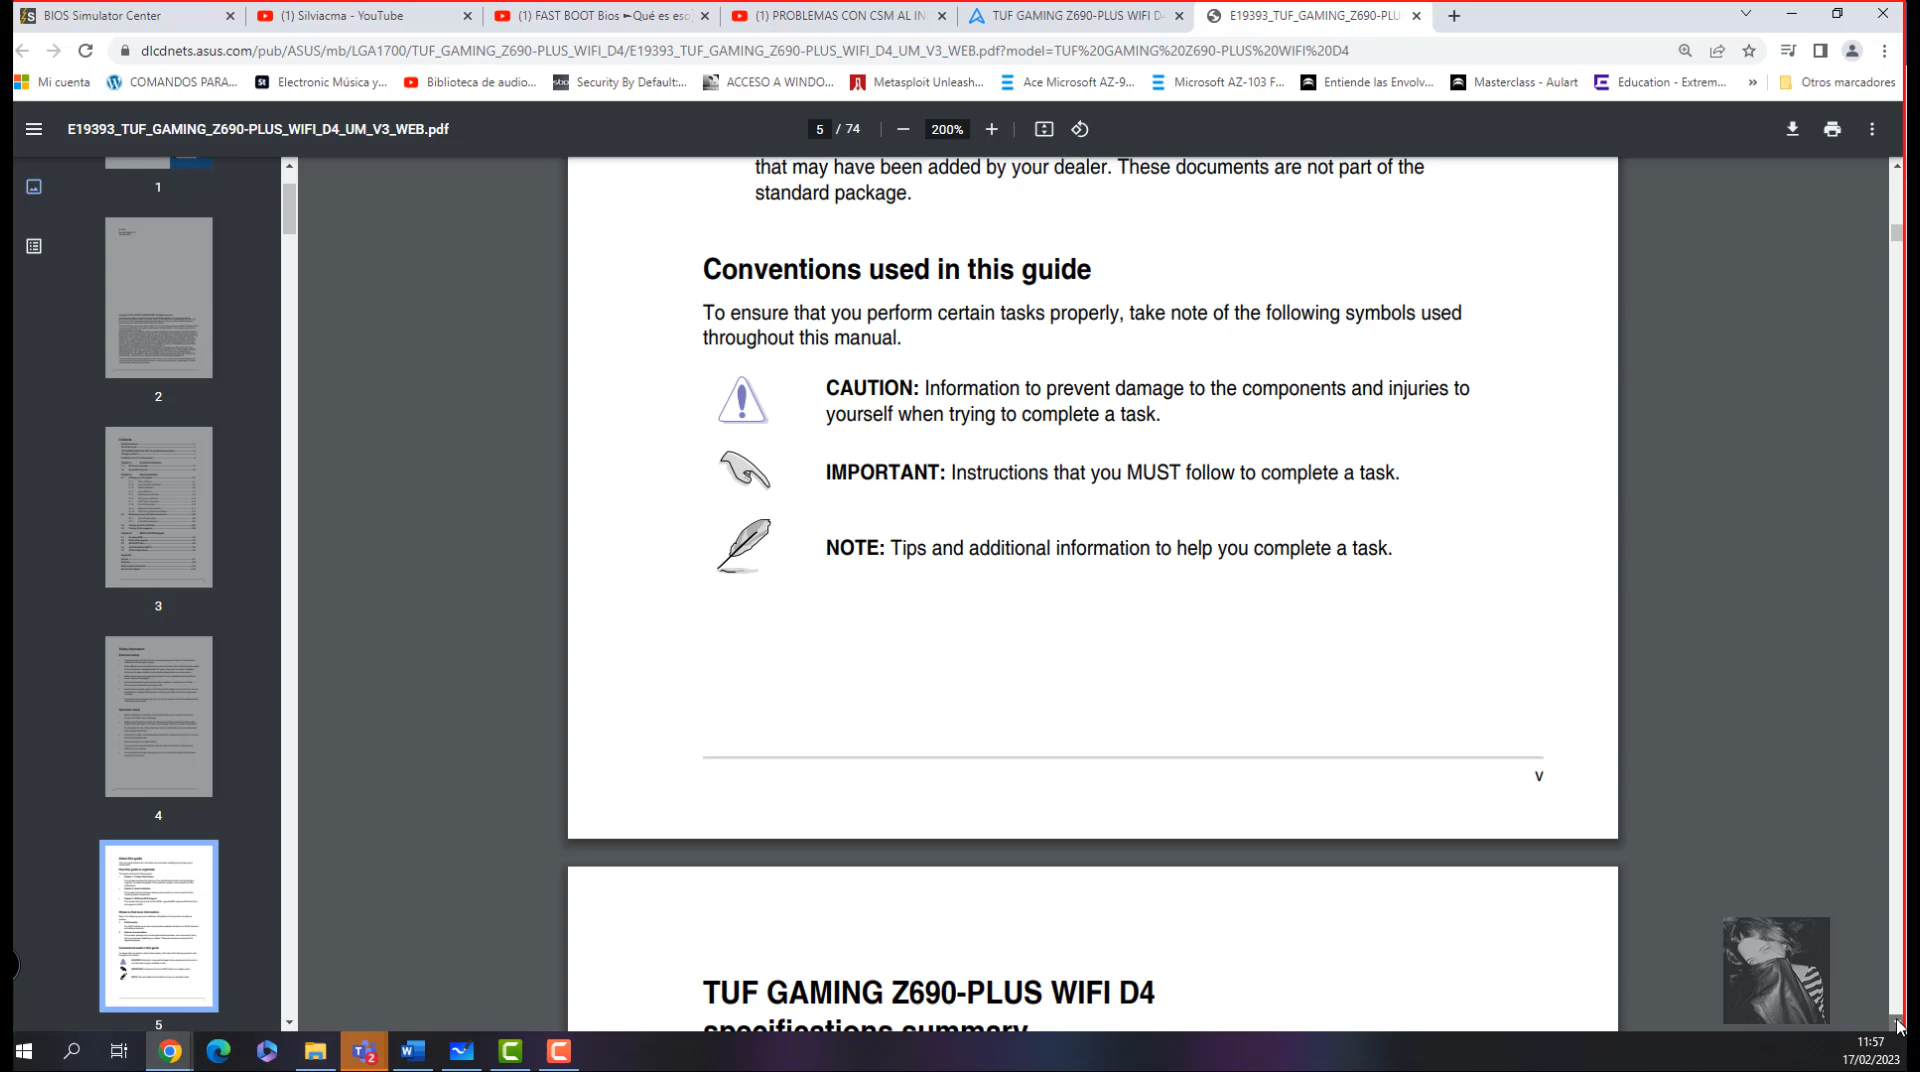 BIOS Simulator Center
(1) Silviacma - YouTube
(1) FAST BOOT Bios ►Qué es eso
(1) PROBLEMAS CON CSM AL IN
TUF GAMING Z690-PLUS WIFI D
E19393_TUF_GAMING_Z690-PLU
dlcdnets.asus.com/pub/ASUS/mb/LGA1700/TUF_GAMING_Z690-PLUS_WIFI_D4/E19393_TUF_GAMING_Z690-PLUS_WIFI_D4_UM_V3_WEB.pdf?model=TUF%20GAMING%20Z690-PLUS%20WIFI%20D4
Mi cuenta
COMANDOS PARA...
Electronic Música y...
Biblioteca de audio...
Security By Default:...
ACCESO A WINDO...
Metasploit Unleash...
Ace Microsoft AZ-9...
Microsoft AZ-103 F...
Entiende las Envolv...
Masterclass - Aulart
Education - Extrem...
»
Otros marcadores
E19393_TUF_GAMING_Z690-PLUS_WIFI_D4_UM_V3_WEB.pdf
5 / 74
200%
1
2
3
4
5
that may have been added by your dealer. These documents are not part of the
standard package.
Conventions used in this guide
To ensure that you perform certain tasks properly, take note of the following symbols used
throughout this manual.
CAUTION: Information to prevent damage to the components and injuries to
yourself when trying to complete a task.
IMPORTANT: Instructions that you MUST follow to complete a task.
NOTE: Tips and additional information to help you complete a task.
v
TUF GAMING Z690-PLUS WIFI D4
specifications summary
11:57
17/02/2023